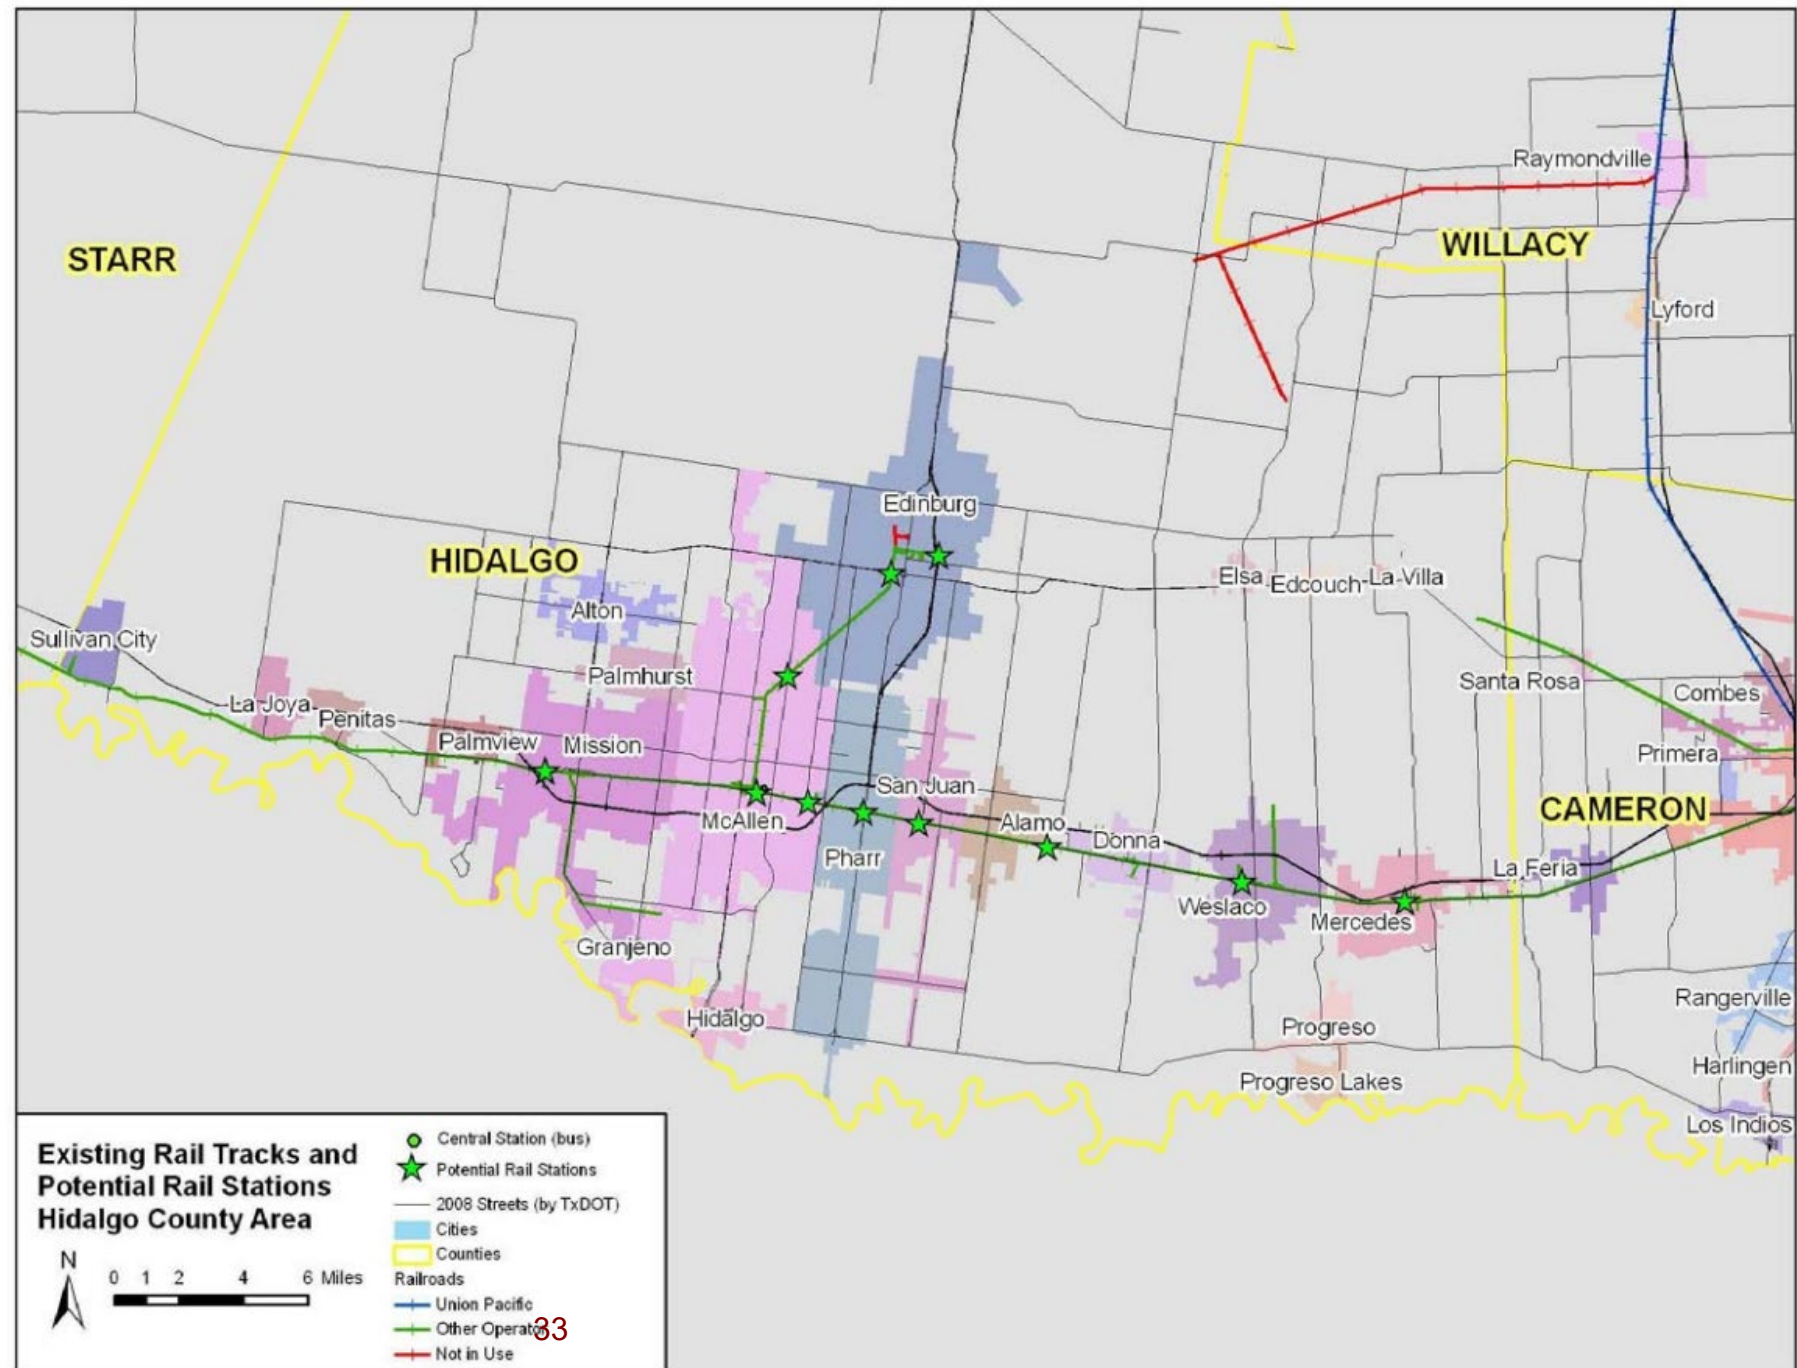 Raymondville
STARR
WILLACY
Lyford
Edinburg
HIDALGO
Elsa
Edcouch
La Villa
Alton
Sullivan City
Palmhurst
Santa Rosa
Combes
La Joya
Penitas
Palmview
Mission
Primera
San Juan
CAMERON
McAllen
Alamo
Donna
Pharr
La Feria
Weslaco
Mercedes
Granjeno
Rangerville
Hidalgo
Progreso
Harlingen
Progreso Lakes
Los Indios
Existing Rail Tracks and
Potential Rail Stations
Hidalgo County Area
N
0 1 2 4 6 Miles
Central Station (bus)
Potential Rail Stations
2008 Streets (by TxDOT)
Cities
Counties
Railroads
Union Pacific
Other Operator
33
Not in Use